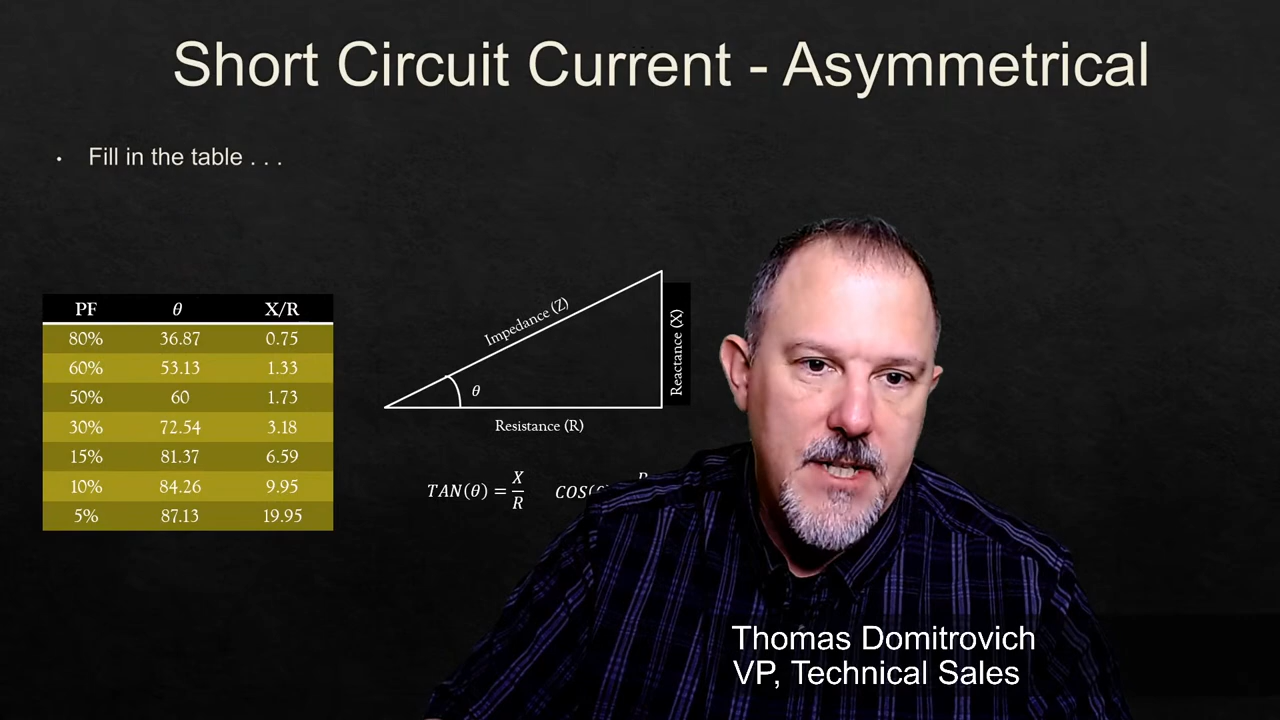 Short Circuit Current - Asymmetrical
• Fill in the table . . .
PF θ X/R
80% 36.87 0.75
60% 53.13 1.33
50% 60 1.73
30% 72.54 3.18
15% 81.37 6.59
10% 84.26 9.95
5% 87.13 19.95
Impedance (Z)
Reactance (X)
θ
Resistance (R)
TAN(θ) = X/R COS(
Thomas Domitrovich
VP, Technical Sales